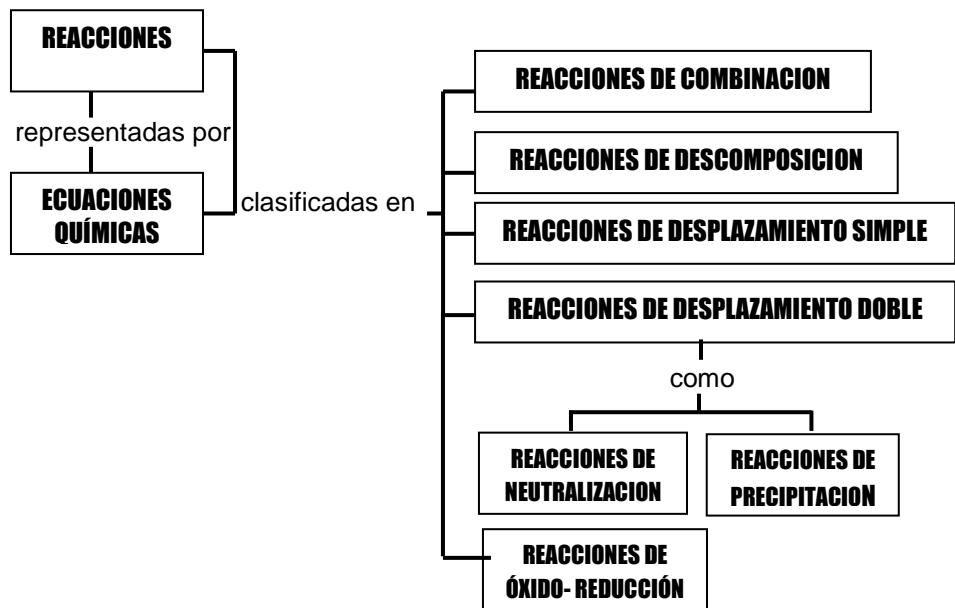 REACCIONES
representadas por
ECUACIONES
QUÍMICAS
clasificadas en
REACCIONES DE COMBINACION
REACCIONES DE DESCOMPOSICION
REACCIONES DE DESPLAZAMIENTO SIMPLE
REACCIONES DE DESPLAZAMIENTO DOBLE
como
REACCIONES DE
NEUTRALIZACION
REACCIONES DE
PRECIPITACION
REACCIONES DE
ÓXIDO- REDUCCIÓN